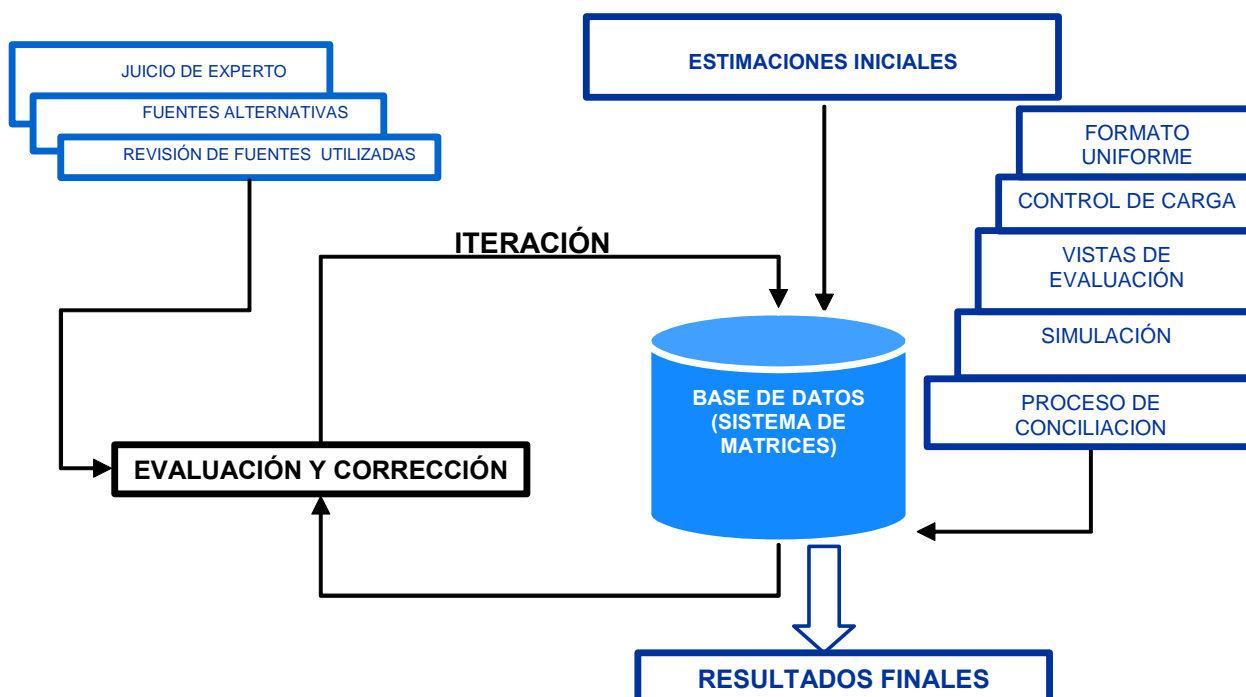 JUICIO DE EXPERTO
FUENTES ALTERNATIVAS
REVISIÓN DE FUENTES UTILIZADAS
ESTIMACIONES INICIALES
FORMATO
UNIFORME
CONTROL DE CARGA
VISTAS DE
EVALUACIÓN
SIMULACIÓN
PROCESO DE
CONCILIACION
ITERACIÓN
BASE DE DATOS
(SISTEMA DE
MATRICES)
EVALUACIÓN Y CORRECCIÓN
RESULTADOS FINALES